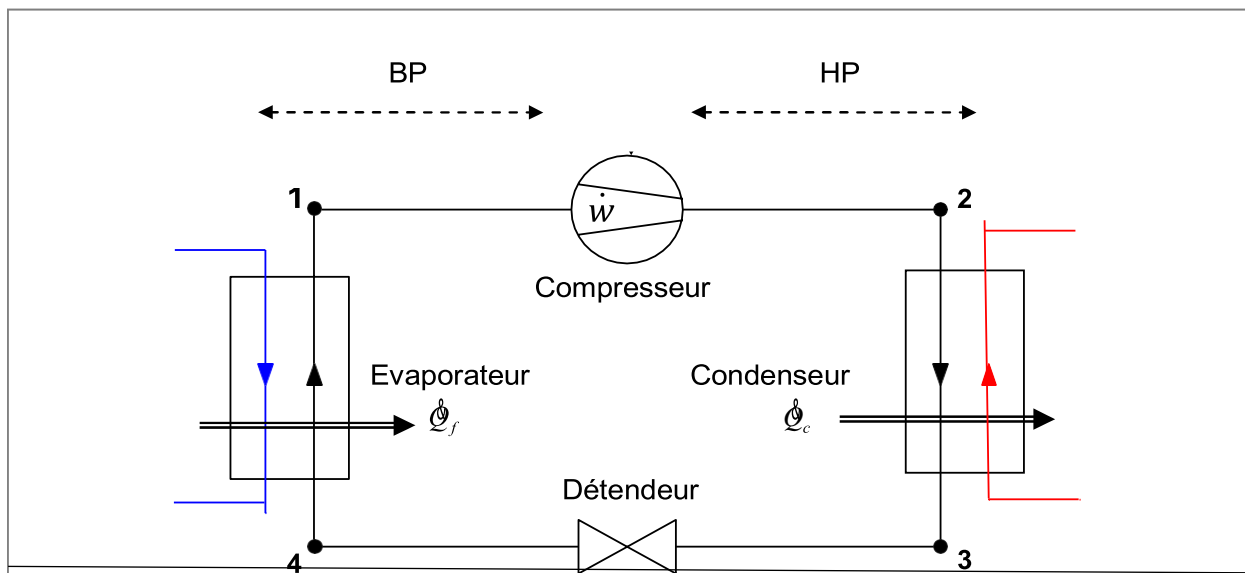 BP
HP
1
2
ẇ
Compresseur
Evaporateur
Condenseur
Q̇f
Q̇c
Détendeur
4
3